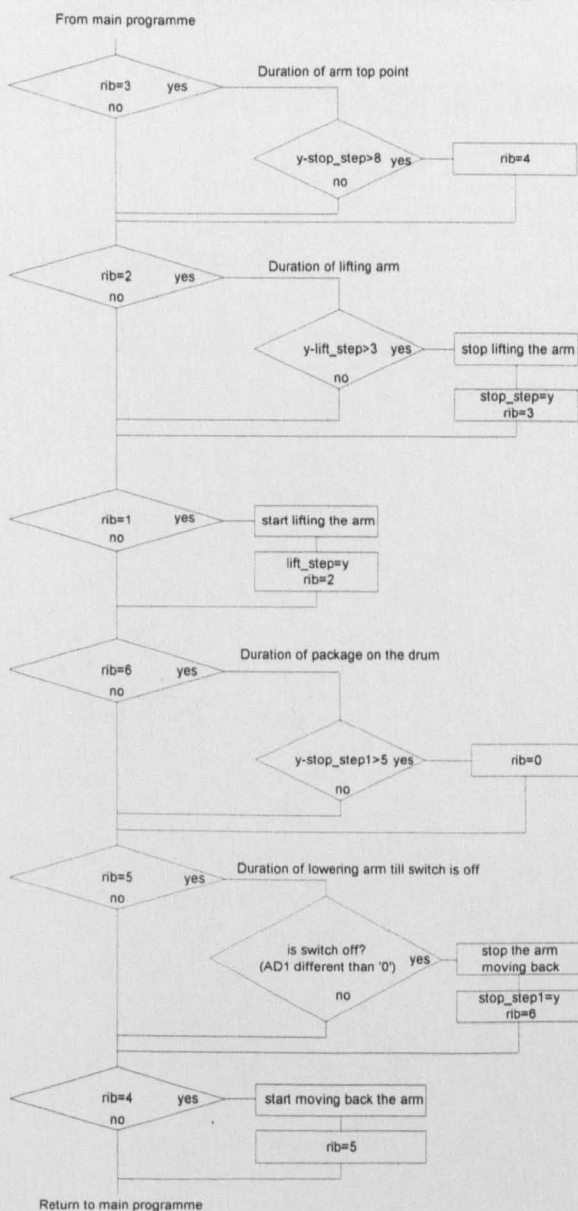 From main programme
rib=3
yes
no
Duration of arm top point
y-stop_step>8
yes
no
rib=4
rib=2
yes
no
Duration of lifting arm
y-lift_step>3
yes
no
stop lifting the arm
stop_step=y
rib=3
rib=1
yes
no
start lifting the arm
lift_step=y
rib=2
rib=6
yes
no
Duration of package on the drum
y-stop_step1>5
yes
no
rib=0
rib=5
yes
no
Duration of lowering arm till switch is off
is switch off?
(AD1 different than '0')
yes
no
stop the arm
moving back
stop_step1=y
rib=6
rib=4
yes
no
start moving back the arm
rib=5
Return to main programme